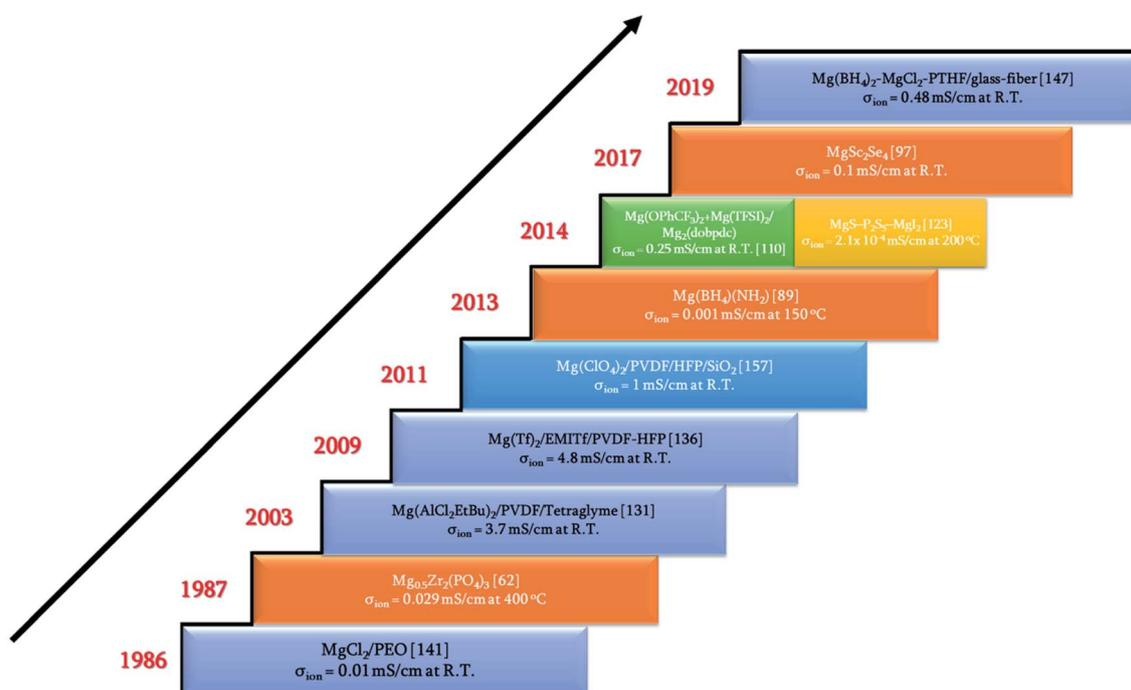 2019
Mg(BH₄)₂-MgCl₂-PTHF/glass-fiber [147]
σᵢₒₙ = 0.48 mS/cm at R.T.
2017
MgSc₂Se₄ [97]
σᵢₒₙ = 0.1 mS/cm at R.T.
2014
Mg(OPhCF₃)₂+Mg(TFSI)₂/
Mg₂(dobpdc)
σᵢₒₙ = 0.25 mS/cm at R.T. [110]
MgS–P₂S₅–MgI₂ [123]
σᵢₒₙ = 2.1x 10⁻⁴ mS/cm at 200 °C
2013
Mg(BH₄)(NH₂) [89]
σᵢₒₙ = 0.001 mS/cm at 150 °C
2011
Mg(ClO₄)₂/PVDF/HFP/SiO₂ [157]
σᵢₒₙ = 1 mS/cm at R.T.
2009
Mg(Tf)₂/EMITf/PVDF-HFP [136]
σᵢₒₙ = 4.8 mS/cm at R.T.
2003
Mg(AlCl₂EtBu)₂/PVDF/Tetraglyme [131]
σᵢₒₙ = 3.7 mS/cm at R.T.
1987
Mg₀.₅Zr₂(PO₄)₃ [62]
σᵢₒₙ = 0.029 mS/cm at 400 °C
1986
MgCl₂/PEO [141]
σᵢₒₙ = 0.01 mS/cm at R.T.